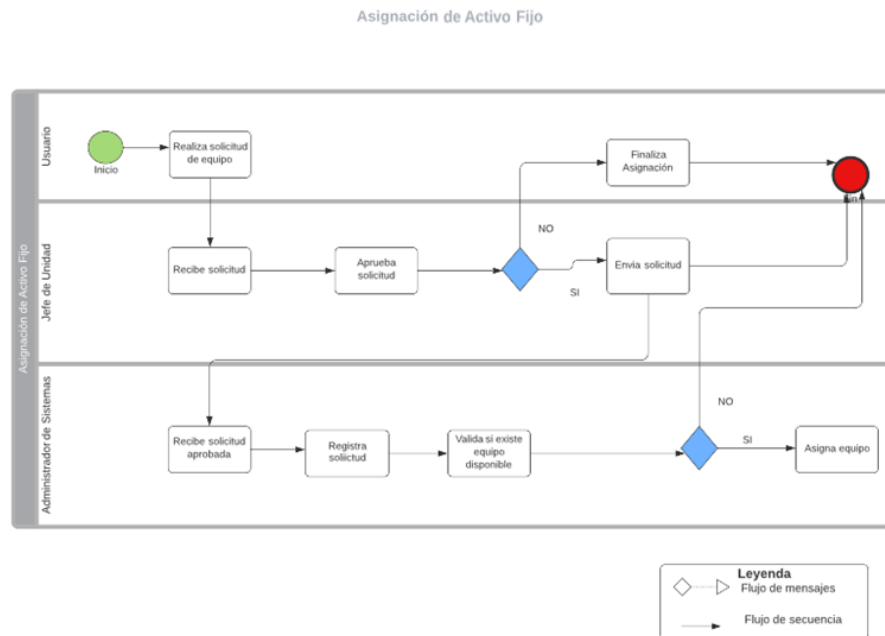 Asignación de Activo Fijo
Asignación de Activo Fijo
Usuario
Inicio
Realiza solicitud
de equipo
Finaliza
Asignación
Jefe de Unidad
Recibe solicitud
Aprueba
solicitud
NO
SI
Envia solicitud
Administrador de Sistemas
Recibe solicitud
aprobada
Registra
soliictud
Valida si existe
equipo
disponible
NO
SI
Asigna equipo
Leyenda
Flujo de mensajes
Flujo de secuencia